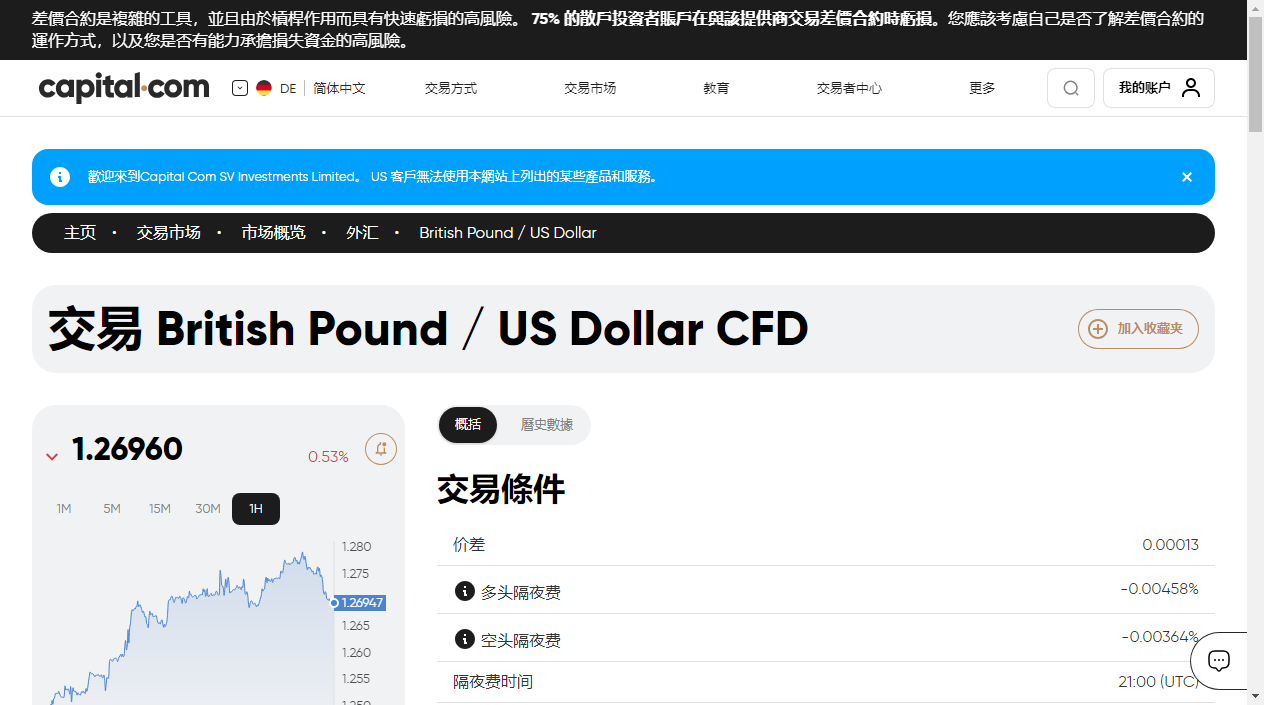 差價合約是複雜的工具，並且由於槓桿作用而具有快速虧損的高風險。 75% 的散戶投資者賬戶在與該提供商交易差價合約時虧損。您應該考慮自己是否了解差價合約的
運作方式，以及您是否有能力承擔損失資金的高風險。
capital.com DE 简体中文 交易方式 交易市场 教育 交易者中心 更多 我的账户
歡迎來到Capital Com SV Investments Limited。 US 客戶無法使用本網站上列出的某些產品和服務。
主页 · 交易市场 · 市场概览 · 外汇 · British Pound / US Dollar
交易 British Pound / US Dollar CFD
加入收藏夹
1.26960 0.53%
1M 5M 15M 30M 1H
1.280
1.275
1.26947
1.265
1.260
1.255
1.250
概括 曆史數據
交易條件
价差 0.00013
多头隔夜费 -0.00458%
空头隔夜费 -0.00364%
隔夜费时间 21:00 (UTC)